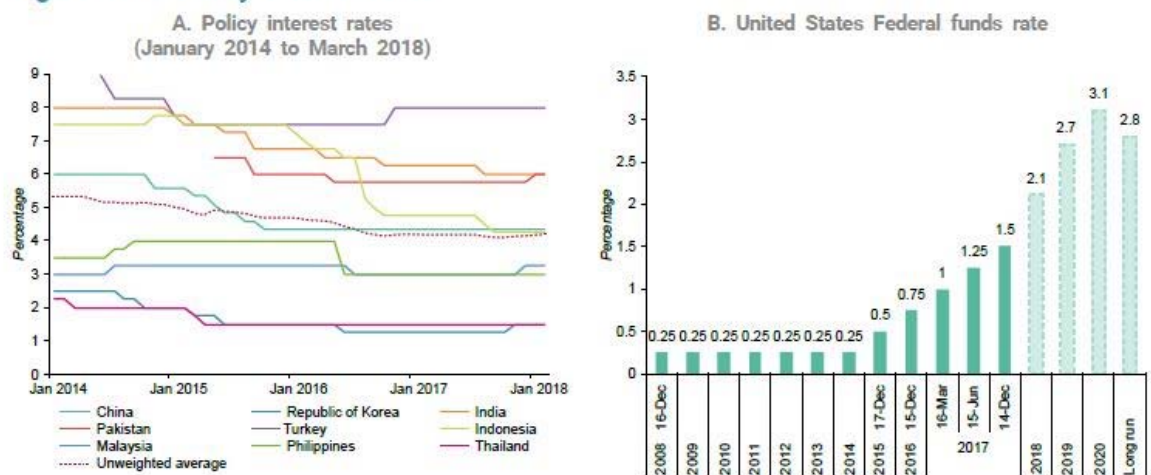 A. Policy interest rates
(January 2014 to March 2018)
Percentage
9
8
7
6
5
4
3
2
1
0
Jan 2014 Jan 2015 Jan 2016 Jan 2017 Jan 2018
China Republic of Korea India
Pakistan Turkey Indonesia
Malaysia Philippines Thailand
Unweighted average
B. United States Federal funds rate
Percentage
3.5
3
2.5
2
1.5
1
0.5
0
0.25 0.25 0.25 0.25 0.25 0.25 0.25 0.5 0.75 1 1.25 1.5 2.1 2.7 3.1 2.8
16-Dec 17-Dec 15-Dec 16-Mar 15-Jun 14-Dec
2008 2009 2010 2011 2012 2013 2014 2015 2016 2017 2018 2019 2020 Long run